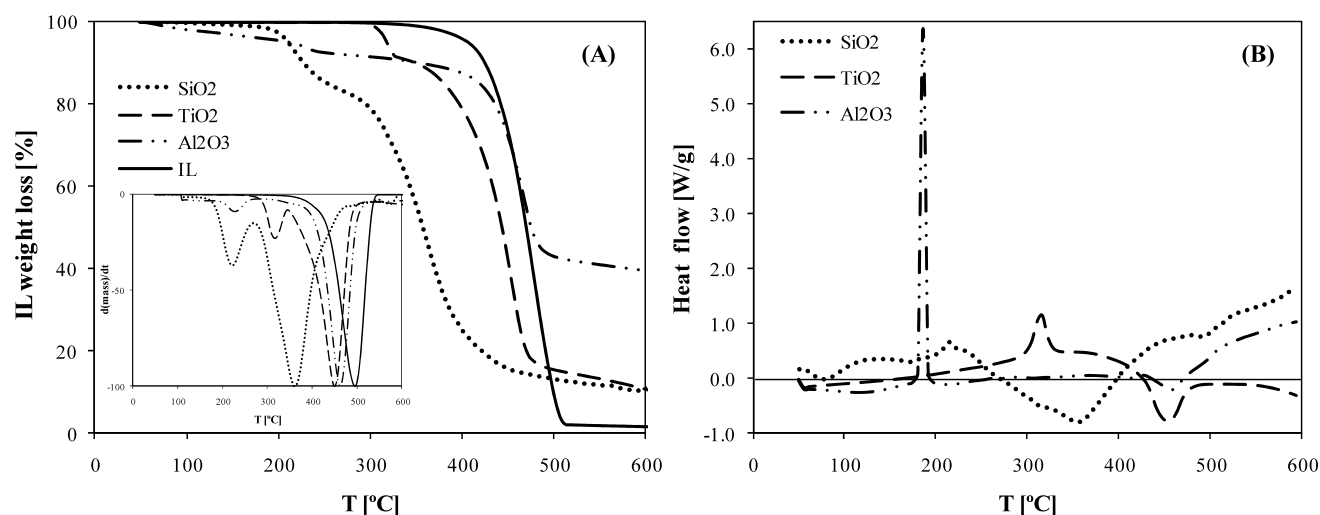 (A)
IL weight loss [%]
100
80
60
40
20
0
SiO2
TiO2
Al2O3
IL
d(mass)/dt
0
-50
-100
0 100 200 300 400 500 600
T [ºC]
0 100 200 300 400 500 600
T [ºC]
(B)
Heat flow [W/g]
6.0
5.0
4.0
3.0
2.0
1.0
0.0
-1.0
SiO2
TiO2
Al2O3
0 100 200 300 400 500 600
T [ºC]